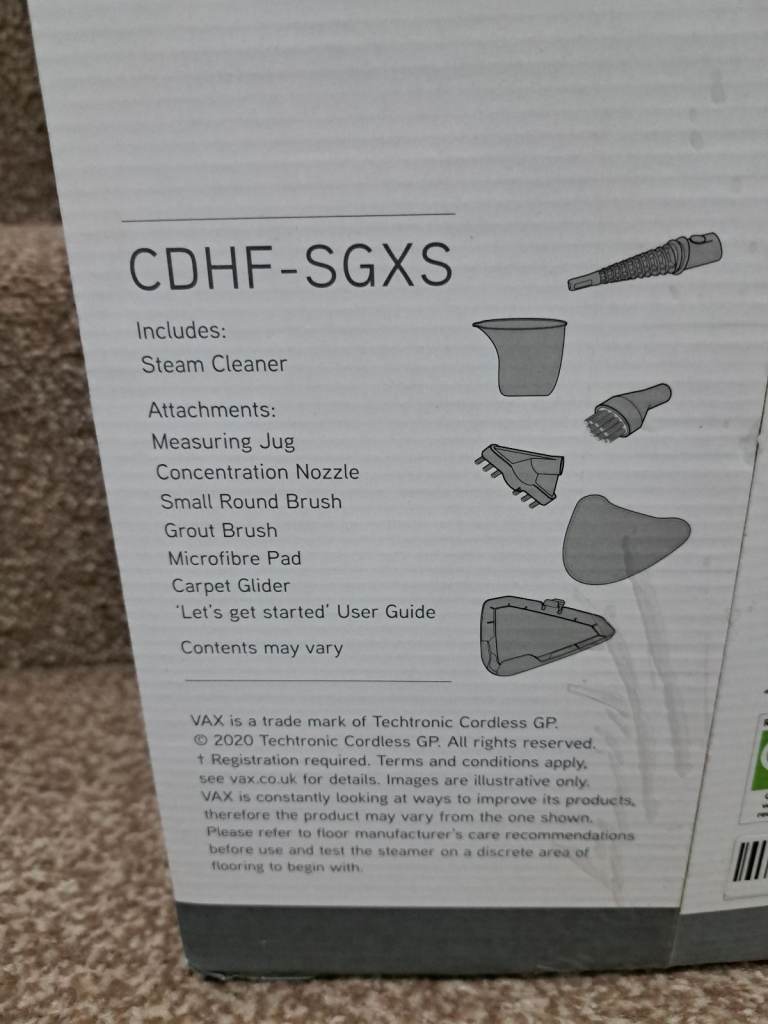 CDHF-SGXS
Includes:
Steam Cleaner
Attachments:
Measuring Jug
Concentration Nozzle
Small Round Brush
Grout Brush
Microfibre Pad
Carpet Glider
'Let's get started' User Guide
Contents may vary
VAX is a trade mark of Techtronic Cordless GP.
© 2020 Techtronic Cordless GP. All rights reserved.
† Registration required. Terms and conditions apply,
see vax.co.uk for details. Images are illustrative only.
VAX is constantly looking at ways to improve its products,
therefore the product may vary from the one shown.
Please refer to floor manufacturer's care recommendations
before use and test the steamer on a discrete area of
flooring to begin with.